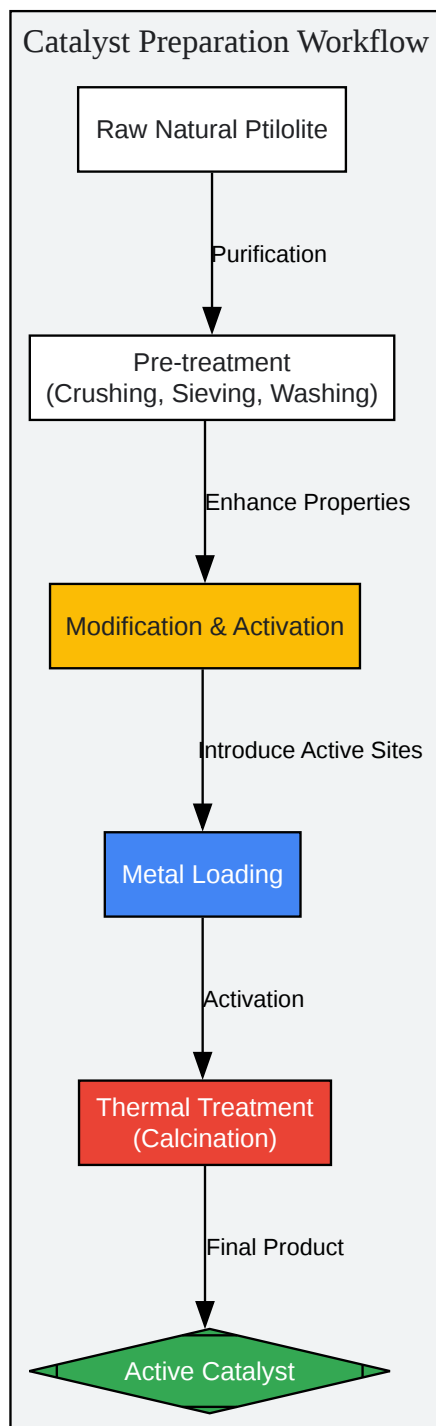 Catalyst Preparation Workflow
Raw Natural Ptilolite
Purification
Pre-treatment
(Crushing, Sieving, Washing)
Enhance Properties
Modification & Activation
Introduce Active Sites
Metal Loading
Activation
Thermal Treatment
(Calcination)
Final Product
Active Catalyst